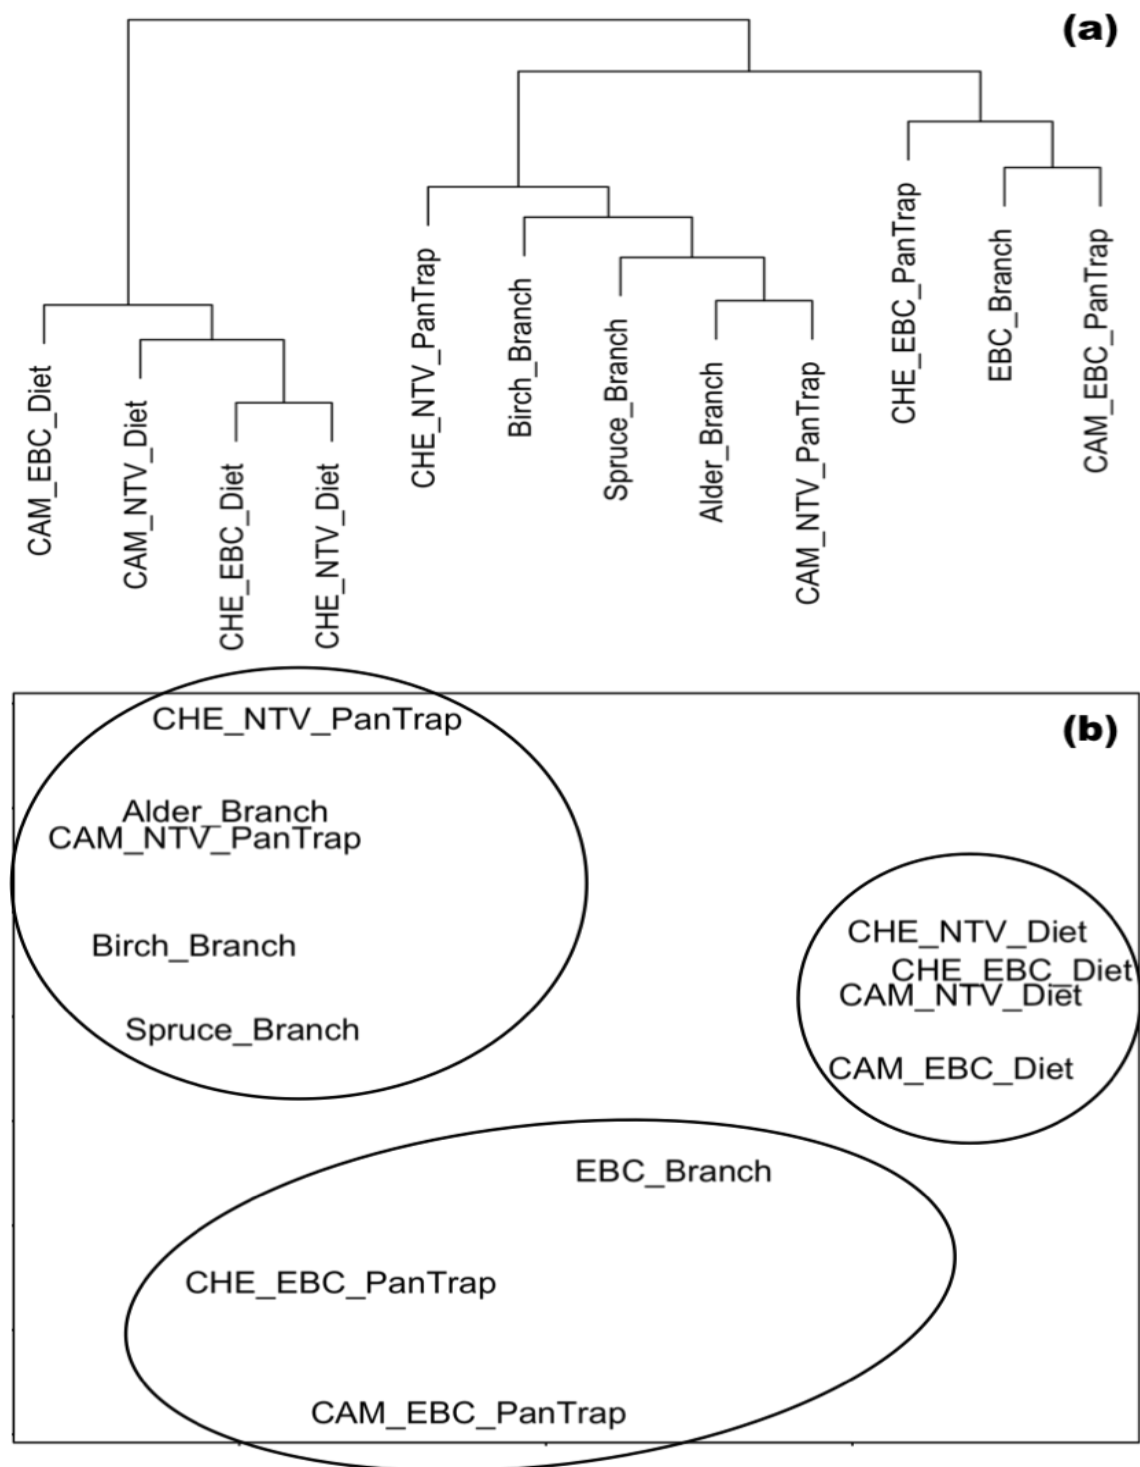 (a)
CAM_EBC_Diet
CAM_NTV_Diet
CHE_EBC_Diet
CHE_NTV_Diet
CHE_NTV_PanTrap
Birch_Branch
Spruce_Branch
Alder_Branch
CAM_NTV_PanTrap
CHE_EBC_PanTrap
EBC_Branch
CAM_EBC_PanTrap
(b)
CHE_NTV_PanTrap
Alder_Branch
CAM_NTV_PanTrap
Birch_Branch
Spruce_Branch
CHE_NTV_Diet
CHE_EBC_Diet
CAM_NTV_Diet
CAM_EBC_Diet
EBC_Branch
CHE_EBC_PanTrap
CAM_EBC_PanTrap